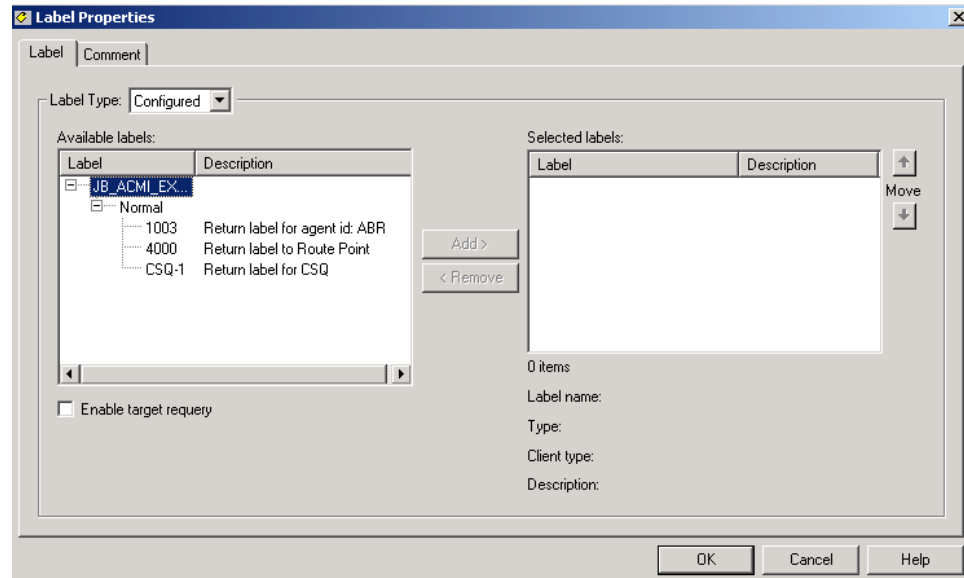 Label Properties
Label
Comment
Label Type: Configured
Available labels:
Label Description
JB_ACMI_EX...
Normal
1003 Return label for agent id: ABR
4000 Return label to Route Point
CSQ-1 Return label for CSQ
Enable target requery
Add >
< Remove
Selected labels:
Label Description
Move
0 items
Label name:
Type:
Client type:
Description:
OK Cancel Help